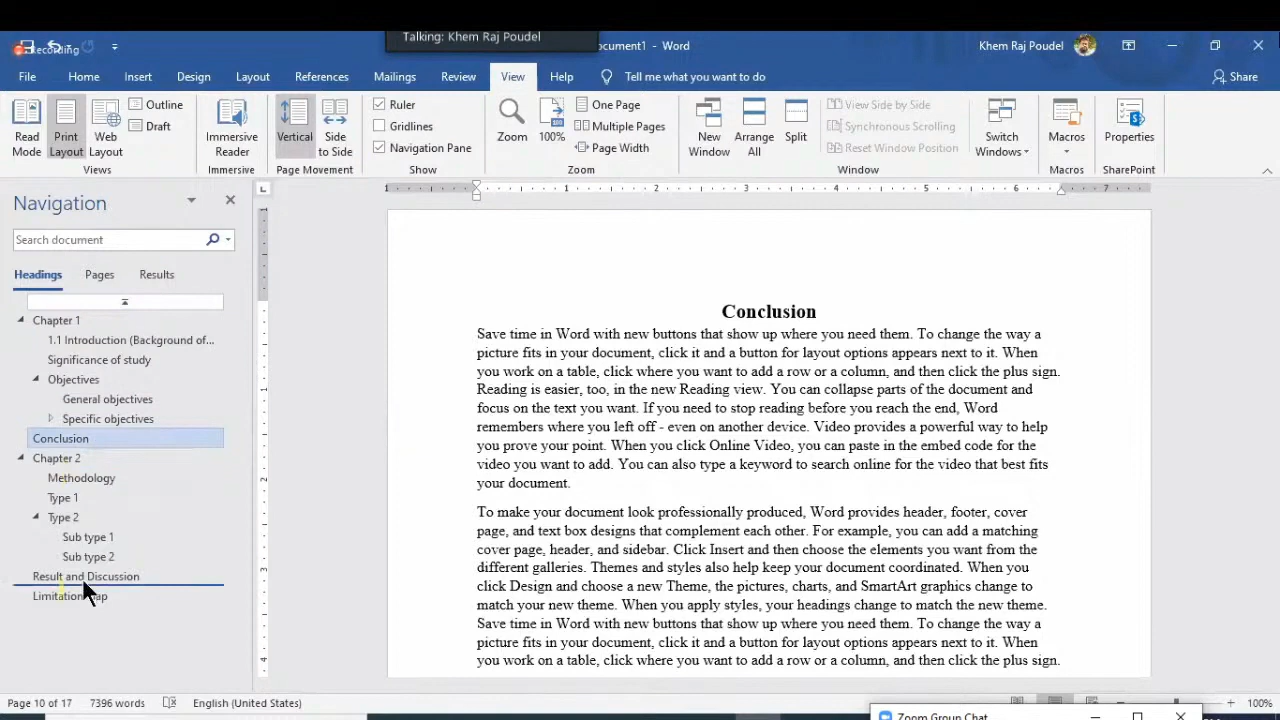 Talking: Khem Raj Poudel
Recording
ocument1 - Word
Khem Raj Poudel
File Home Insert Design Layout References Mailings Review View Help Tell me what you want to do Share
Read Mode
Print Layout
Web Layout
Outline
Draft
Views
Immersive Reader
Immersive
Vertical
Side to Side
Page Movement
Ruler
Gridlines
Navigation Pane
Show
Zoom
100%
One Page
Multiple Pages
Page Width
Zoom
New Window
Arrange All
Split
View Side by Side
Synchronous Scrolling
Reset Window Position
Window
Switch Windows
Macros
Macros
Properties
SharePoint
Navigation
Search document
Headings Pages Results
Chapter 1
1.1 Introduction (Background of...
Significance of study
Objectives
General objectives
Specific objectives
Conclusion
Chapter 2
Methodology
Type 1
Type 2
Sub type 1
Sub type 2
Result and Discussion
1 1 2 3 4 5 6 7
1 1 2 3 4
Conclusion
Save time in Word with new buttons that show up where you need them. To change the way a
picture fits in your document, click it and a button for layout options appears next to it. When
you work on a table, click where you want to add a row or a column, and then click the plus sign.
Reading is easier, too, in the new Reading view. You can collapse parts of the document and
focus on the text you want. If you need to stop reading before you reach the end, Word
remembers where you left off - even on another device. Video provides a powerful way to help
you prove your point. When you click Online Video, you can paste in the embed code for the
video you want to add. You can also type a keyword to search online for the video that best fits
your document.
To make your document look professionally produced, Word provides header, footer, cover
page, and text box designs that complement each other. For example, you can add a matching
cover page, header, and sidebar. Click Insert and then choose the elements you want from the
different galleries. Themes and styles also help keep your document coordinated. When you
click Design and choose a new Theme, the pictures, charts, and SmartArt graphics change to
match your new theme. When you apply styles, your headings change to match the new theme.
Save time in Word with new buttons that show up where you need them. To change the way a
picture fits in your document, click it and a button for layout options appears next to it. When
you work on a table, click where you want to add a row or a column, and then click the plus sign.
Page 10 of 17 7396 words English (United States) 100%
Zoom Group Chat